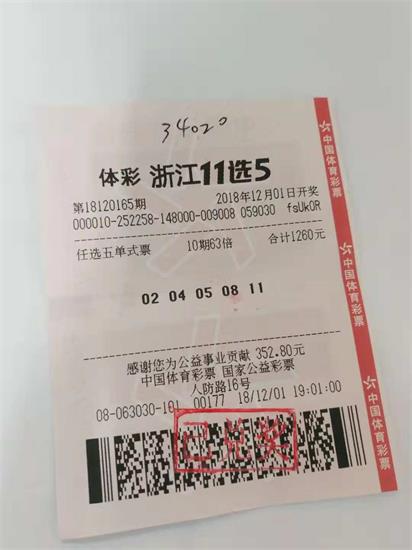 34020
体彩 浙江11选5
第18120165期 2018年12月01日开奖
000010-252258-148000-009008 059030 fsUkOR
任选五单式票 10期63倍 合计1260元
02 04 05 08 11
感谢您为公益事业贡献 352.80元
中国体育彩票 国家公益彩票
人防路16号
08-063030-101 00177 18/12/01 19:01:00
已兑奖
中国体育彩票
中国体育彩票